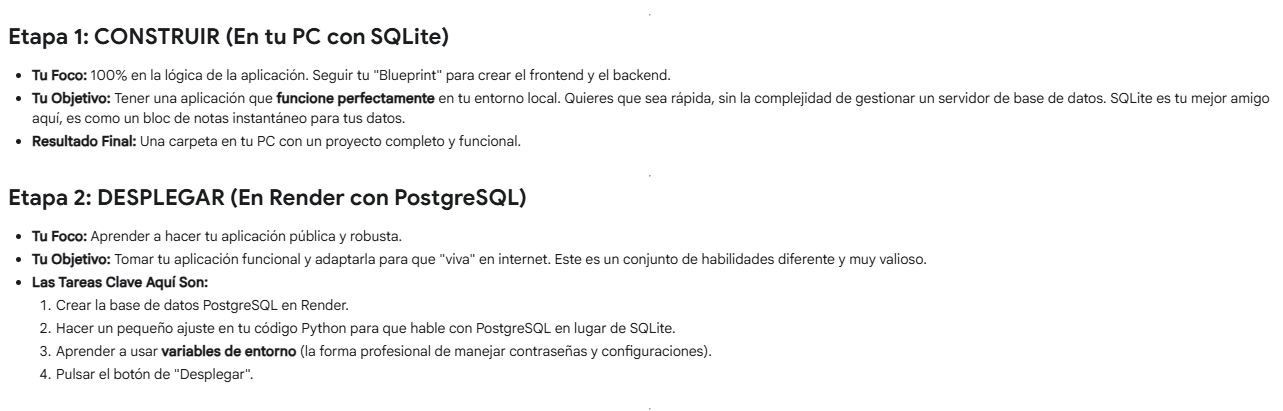 Etapa 1: CONSTRUIR (En tu PC con SQLite)
• Tu Foco: 100% en la lógica de la aplicación. Seguir tu "Blueprint" para crear el frontend y el backend.
• Tu Objetivo: Tener una aplicación que funcione perfectamente en tu entorno local. Quieres que sea rápida, sin la complejidad de gestionar un servidor de base de datos. SQLite es tu mejor amigo
aquí, es como un bloc de notas instantáneo para tus datos.
• Resultado Final: Una carpeta en tu PC con un proyecto completo y funcional.
Etapa 2: DESPLEGAR (En Render con PostgreSQL)
• Tu Foco: Aprender a hacer tu aplicación pública y robusta.
• Tu Objetivo: Tomar tu aplicación funcional y adaptarla para que "viva" en internet. Este es un conjunto de habilidades diferente y muy valioso.
• Las Tareas Clave Aquí Son:
1. Crear la base de datos PostgreSQL en Render.
2. Hacer un pequeño ajuste en tu código Python para que hable con PostgreSQL en lugar de SQLite.
3. Aprender a usar variables de entorno (la forma profesional de manejar contraseñas y configuraciones).
4. Pulsar el botón de "Desplegar".